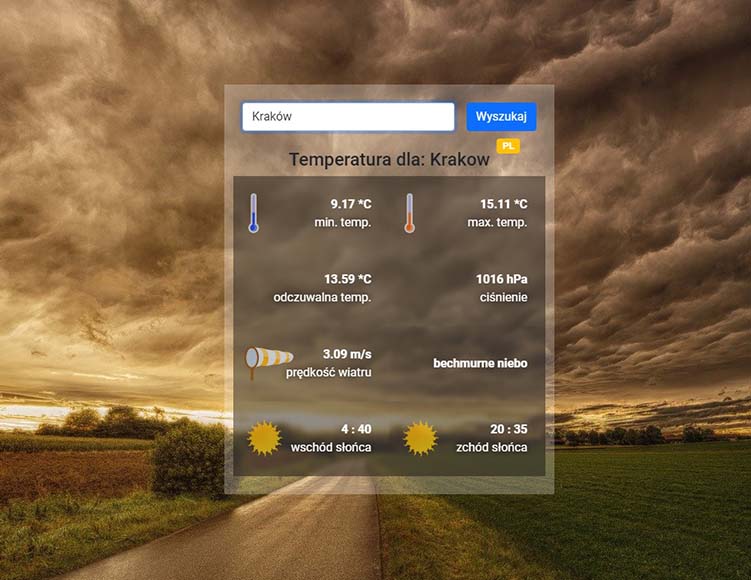 Kraków
Wyszukaj
PL
Temperatura dla: Krakow
9.17 *C
min. temp.
15.11 *C
max. temp.
13.59 *C
odczuwalna temp.
1016 hPa
ciśnienie
3.09 m/s
prędkość wiatru
bechmurne niebo
4 : 40
wschód słońca
20 : 35
zchód słońca